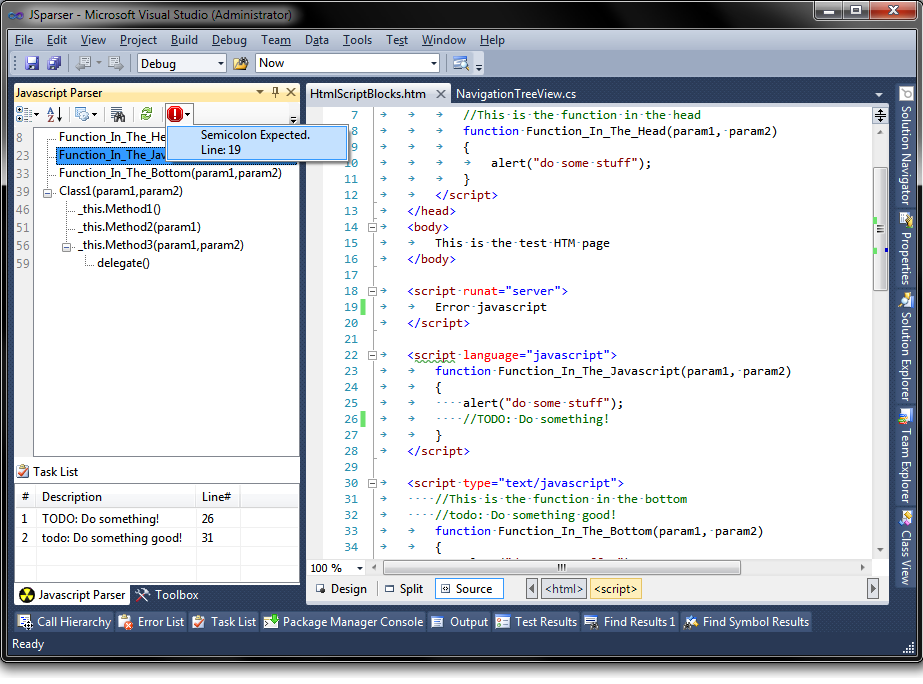 JSparser - Microsoft Visual Studio (Administrator)
File Edit View Project Build Debug Team Data Tools Test Window Help
Debug Now
Javascript Parser
HtmlScriptBlocks.htm NavigationTreeView.cs
Semicolon Expected.
Line: 19
8 Function_In_The_He
23 Function_In_The_Jav
33 Function_In_The_Bottom(param1,param2)
39 Class1(param1,param2)
46 _this.Method1()
51 _this.Method2(param1)
56 _this.Method3(param1,param2)
59 delegate()
Task List
# Description Line#
1 TODO: Do something! 26
2 todo: Do something good! 31
Javascript Parser Toolbox
7 //This is the function in the head
8 function Function_In_The_Head(param1, param2)
9 {
10 alert("do some stuff");
11 }
12 </script>
13 </head>
14 <body>
15 This is the test HTM page
16 </body>
17
18 <script runat="server">
19 Error javascript
20 </script>
21
22 <script language="javascript">
23 function Function_In_The_Javascript(param1, param2)
24 {
25 alert("do some stuff");
26 //TODO: Do something!
27 }
28 </script>
29
30 <script type="text/javascript">
31 //This is the function in the bottom
32 //todo: Do something good!
33 function Function_In_The_Bottom(param1, param2)
34 {
100 %
Design Split Source <html> <script>
Solution Navigator
Properties
Solution Explorer
Team Explorer
Class View
Call Hierarchy Error List Task List Package Manager Console Output Test Results Find Results 1 Find Symbol Results
Ready